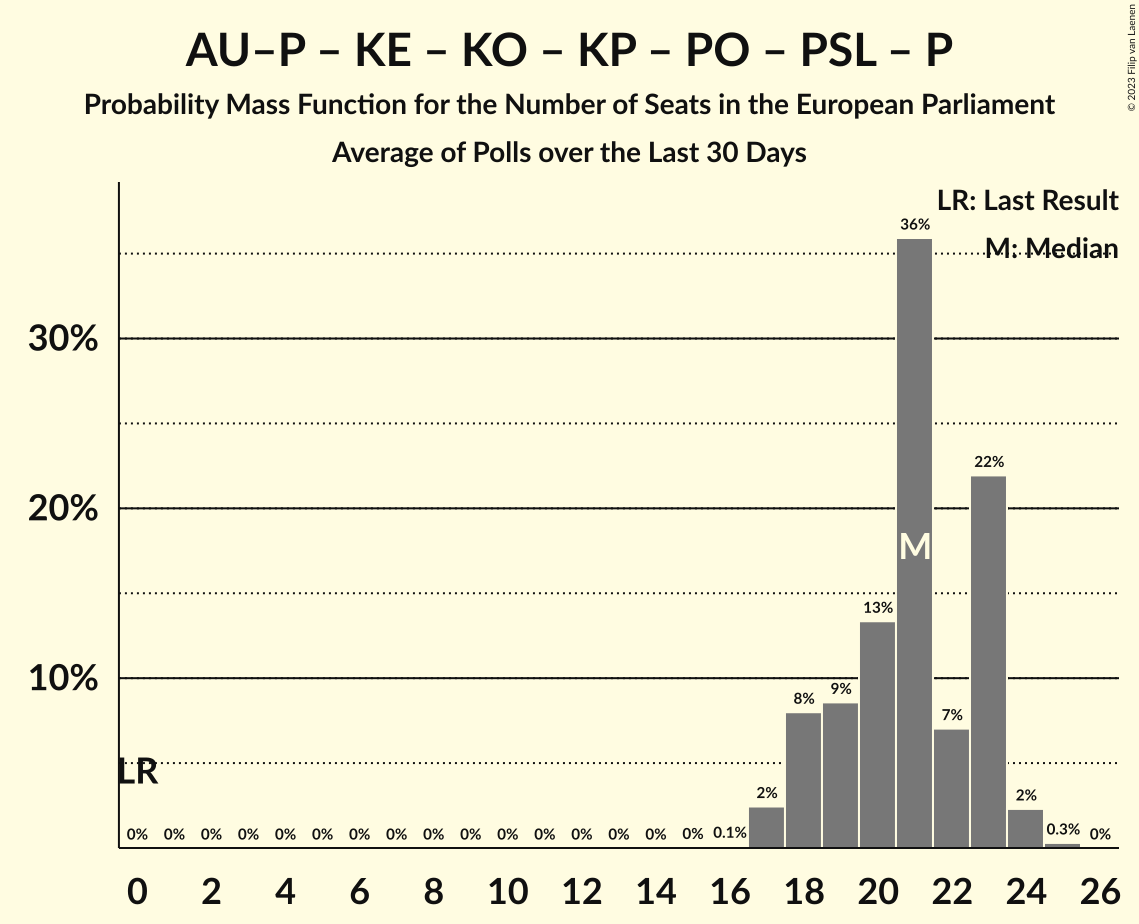 AU–P – KE – KO – KP – PO – PSL – P
Probability Mass Function for the Number of Seats in the European Parliament
Average of Polls over the Last 30 Days
© 2023 Filip van Laenen
LR: Last Result
M: Median
30%
20%
10%
36%
22%
M
13%
9%
8%
7%
LR
2%
2%
0% 0% 0% 0% 0% 0% 0% 0% 0% 0% 0% 0% 0% 0% 0% 0% 0.1% 0.3% 0%
0 2 4 6 8 10 12 14 16 18 20 22 24 26